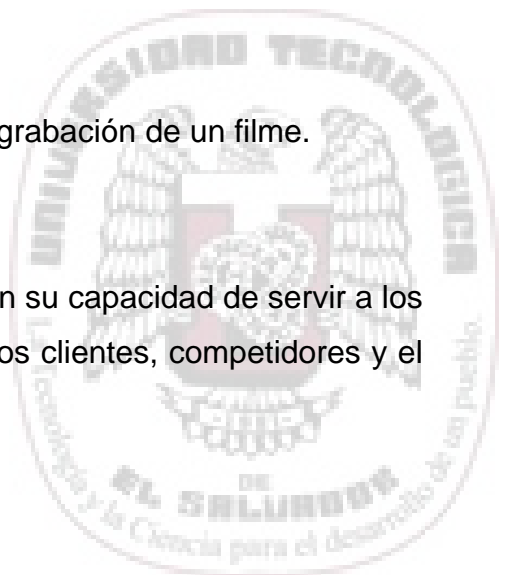 UNIVERSIDAD TECNOLOGICA
grabación de un filme.
n su capacidad de servir a los
os clientes, competidores y el
La Tecnología y la Ciencia para el desarrollo de un pueblo.
DE
EL SALVADOR